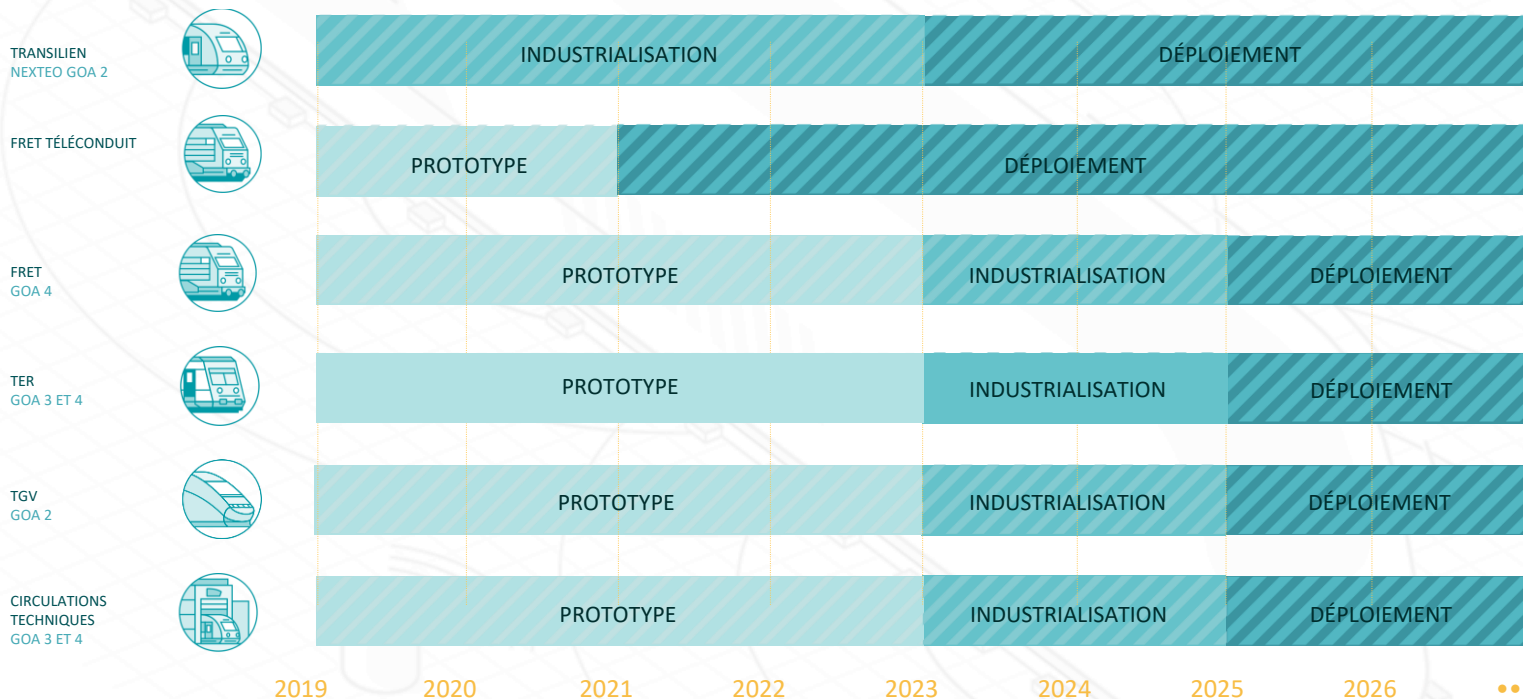 TRANSILIEN
NEXTEO GOA 2
INDUSTRIALISATION
DÉPLOIEMENT
FRET TÉLÉCONDUIT
PROTOTYPE
DÉPLOIEMENT
FRET
GOA 4
PROTOTYPE
INDUSTRIALISATION
DÉPLOIEMENT
TER
GOA 3 ET 4
PROTOTYPE
INDUSTRIALISATION
DÉPLOIEMENT
TGV
GOA 2
PROTOTYPE
INDUSTRIALISATION
DÉPLOIEMENT
CIRCULATIONS
TECHNIQUES
GOA 3 ET 4
PROTOTYPE
INDUSTRIALISATION
DÉPLOIEMENT
2019 2020 2021 2022 2023 2024 2025 2026 ••